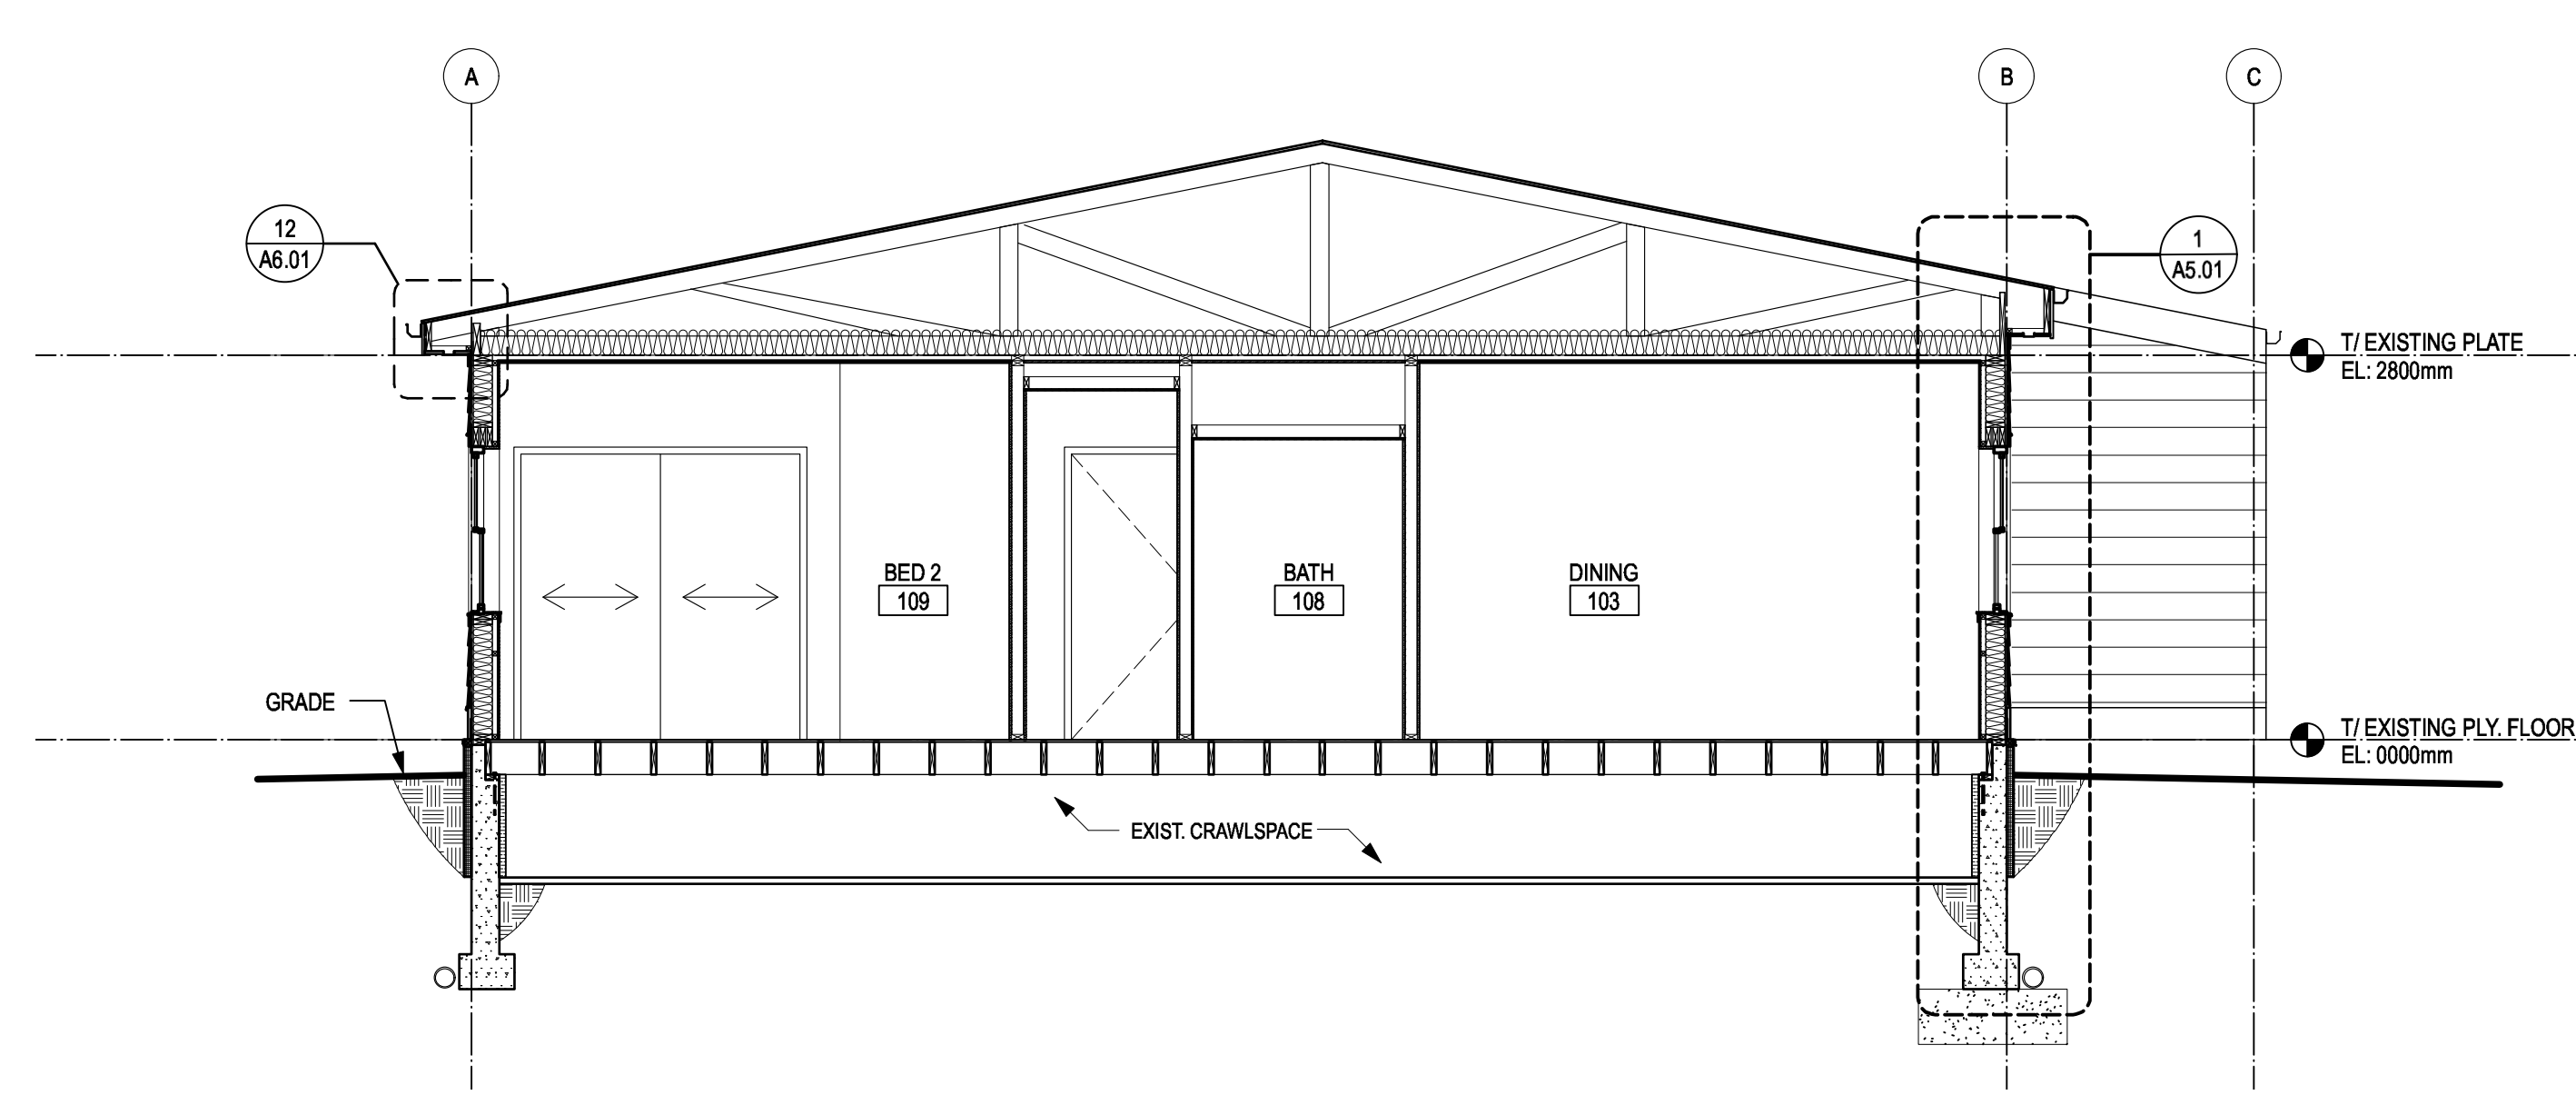 A
B
C
12
A6.01
1
A5.01
T/ EXISTING PLATE
EL: 2800mm
BED 2
109
BATH
108
DINING
103
GRADE
T/ EXISTING PLY. FLOOR
EL: 0000mm
EXIST. CRAWLSPACE